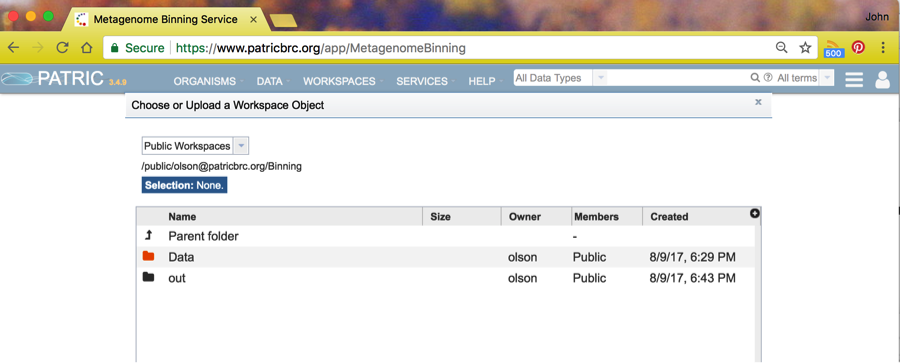 Metagenome Binning Service ×
John
Secure https://www.patricbrc.org/app/MetagenomeBinning
500
PATRIC 3.4.9 ORGANISMS DATA WORKSPACES SERVICES HELP All Data Types All terms
Choose or Upload a Workspace Object x
Public Workspaces
/public/olson@patricbrc.org/Binning
Selection: None.
Name Size Owner Members Created
Parent folder -
Data olson Public 8/9/17, 6:29 PM
out olson Public 8/9/17, 6:43 PM